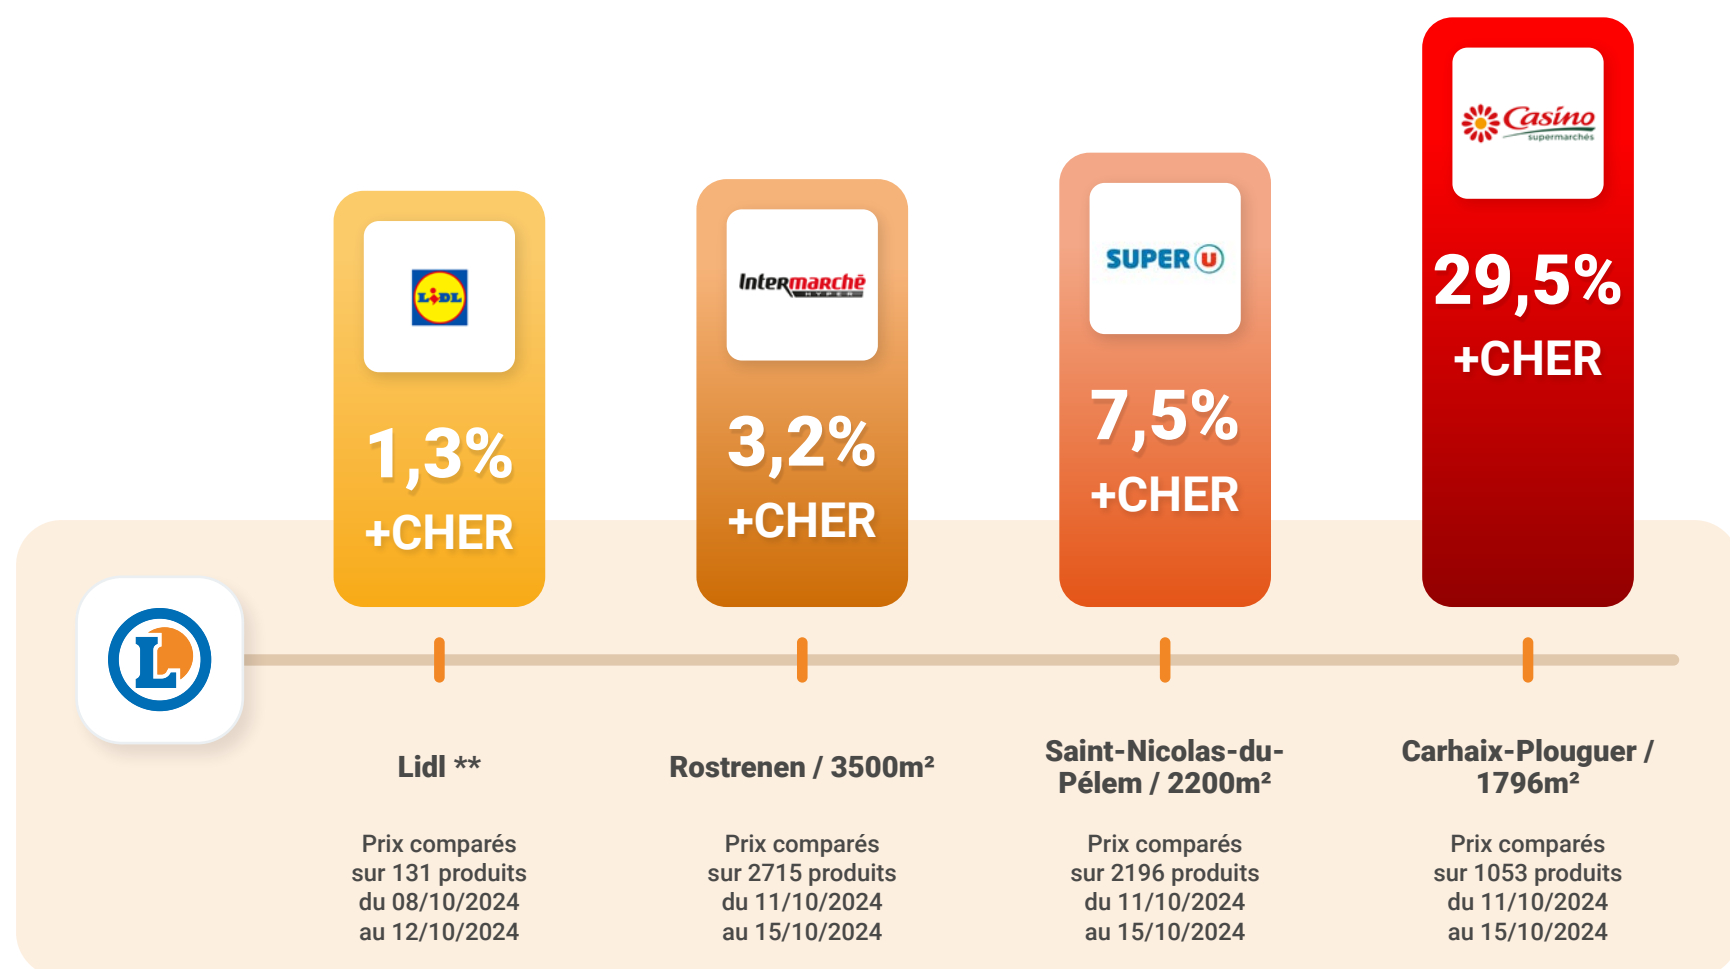 LIDL
1,3%
+CHER
Intermarché
HYPER
3,2%
+CHER
SUPER U
7,5%
+CHER
Casino
supermarchés
29,5%
+CHER
L
Lidl **
Prix comparés
sur 131 produits
du 08/10/2024
au 12/10/2024
Rostrenen / 3500m²
Prix comparés
sur 2715 produits
du 11/10/2024
au 15/10/2024
Saint-Nicolas-du-
Pélem / 2200m²
Prix comparés
sur 2196 produits
du 11/10/2024
au 15/10/2024
Carhaix-Plouguer /
1796m²
Prix comparés
sur 1053 produits
du 11/10/2024
au 15/10/2024